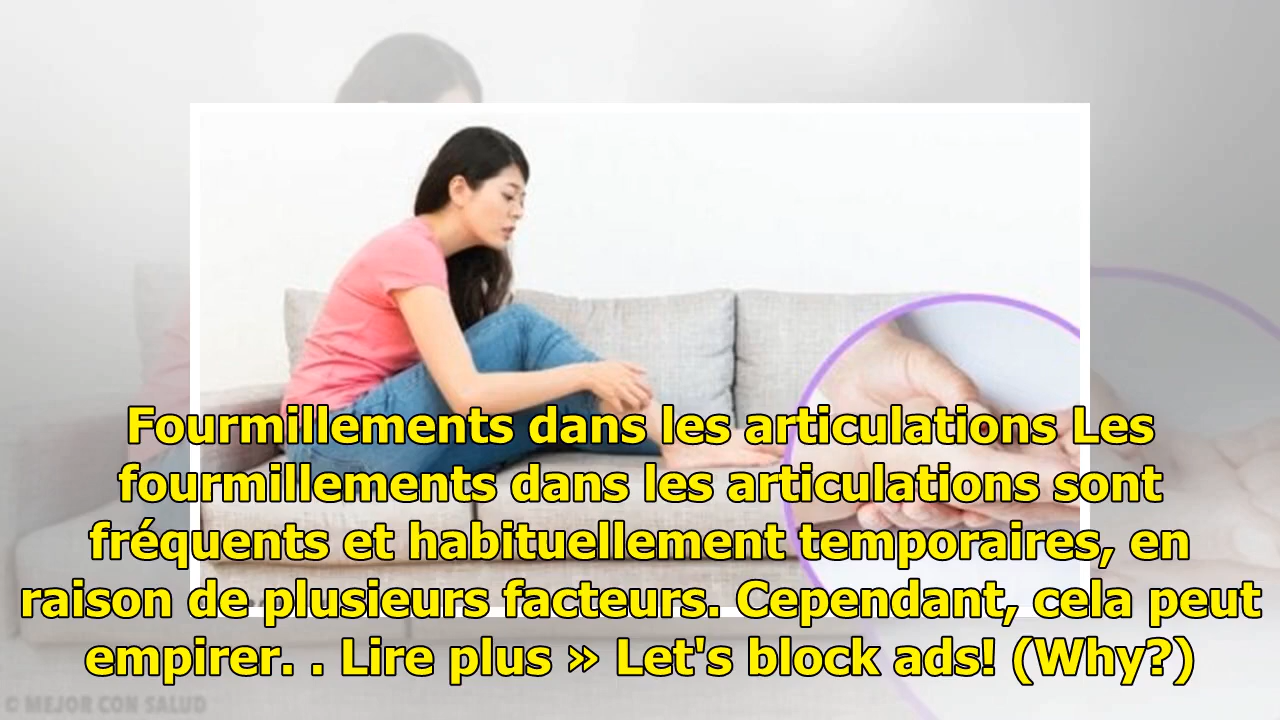 Fourmillements dans les articulations Les
fourmillements dans les articulations sont
fréquents et habituellement temporaires, en
raison de plusieurs facteurs. Cependant, cela peut
empirer. . Lire plus » Let's block ads! (Why?)
© MEJOR CON SALUD